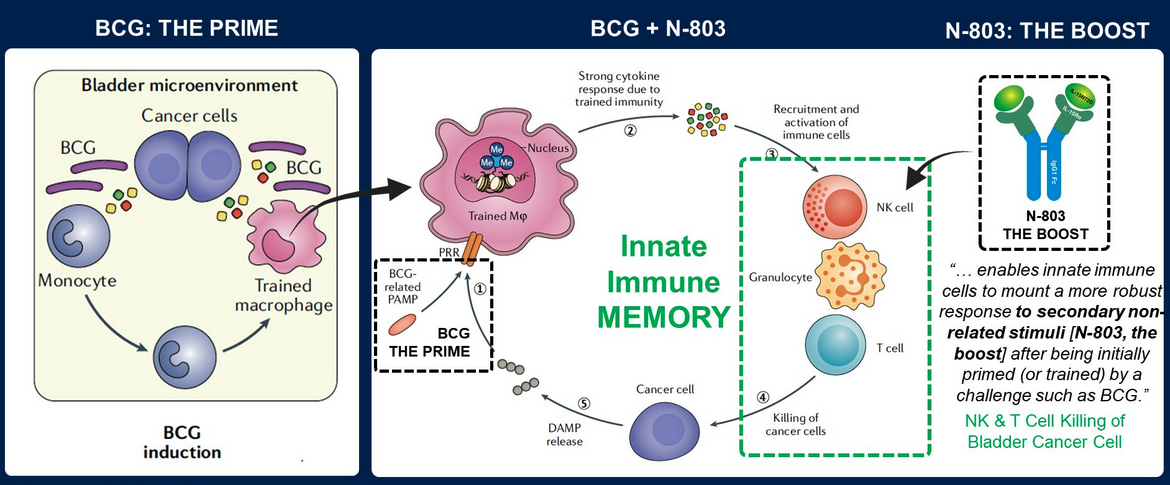 BCG: THE PRIME
BCG + N-803
N-803: THE BOOST
Bladder microenvironment
Cancer cells
BCG
BCG
Monocyte
Trained
macrophage
BCG
induction
Strong cytokine
response due to
trained immunity
②
Recruitment and
activation of
immune cells
③
Me
Me
Me
Nucleus
Trained Mφ
PRR
BCG-
related
PAMP
①
BCG
THE PRIME
Innate
Immune
MEMORY
NK cell
Granulocyte
T cell
④
Killing of
cancer cells
Cancer cell
⑤
DAMP
release
IL-15N72D
IL-15Rα
IgG1 Fc
N-803
THE BOOST
“… enables innate immune
cells to mount a more robust
response to secondary non-
related stimuli [N-803, the
boost] after being initially
primed (or trained) by a
challenge such as BCG.”
NK & T Cell Killing of
Bladder Cancer Cell